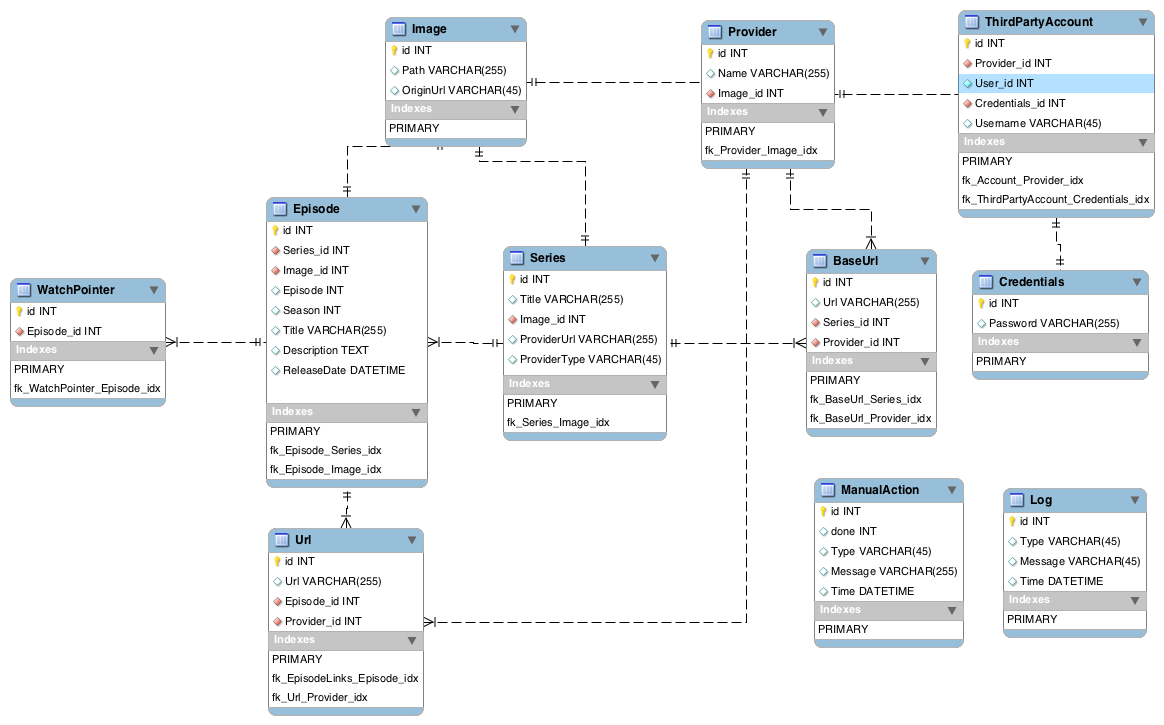 Image
id INT
Path VARCHAR(255)
OriginUrl VARCHAR(45)
Indexes
PRIMARY
Provider
id INT
Name VARCHAR(255)
Image_id INT
Indexes
PRIMARY
fk_Provider_Image_idx
ThirdPartyAccount
id INT
Provider_id INT
User_id INT
Credentials_id INT
Username VARCHAR(45)
Indexes
PRIMARY
fk_Account_Provider_idx
fk_ThirdPartyAccount_Credentials_idx
Episode
id INT
Series_id INT
Image_id INT
Episode INT
Season INT
Title VARCHAR(255)
Description TEXT
ReleaseDate DATETIME
Indexes
PRIMARY
fk_Episode_Series_idx
fk_Episode_Image_idx
Series
id INT
Title VARCHAR(255)
Image_id INT
ProviderUrl VARCHAR(255)
ProviderType VARCHAR(45)
Indexes
PRIMARY
fk_Series_Image_idx
BaseUrl
id INT
Url VARCHAR(255)
Series_id INT
Provider_id INT
Indexes
PRIMARY
fk_BaseUrl_Series_idx
fk_BaseUrl_Provider_idx
Credentials
id INT
Password VARCHAR(255)
Indexes
PRIMARY
WatchPointer
id INT
Episode_id INT
Indexes
PRIMARY
fk_WatchPointer_Episode_idx
Url
id INT
Url VARCHAR(255)
Episode_id INT
Provider_id INT
Indexes
PRIMARY
fk_EpisodeLinks_Episode_idx
fk_Url_Provider_idx
ManualAction
id INT
done INT
Type VARCHAR(45)
Message VARCHAR(255)
Time DATETIME
Indexes
PRIMARY
Log
id INT
Type VARCHAR(45)
Message VARCHAR(45)
Time DATETIME
Indexes
PRIMARY